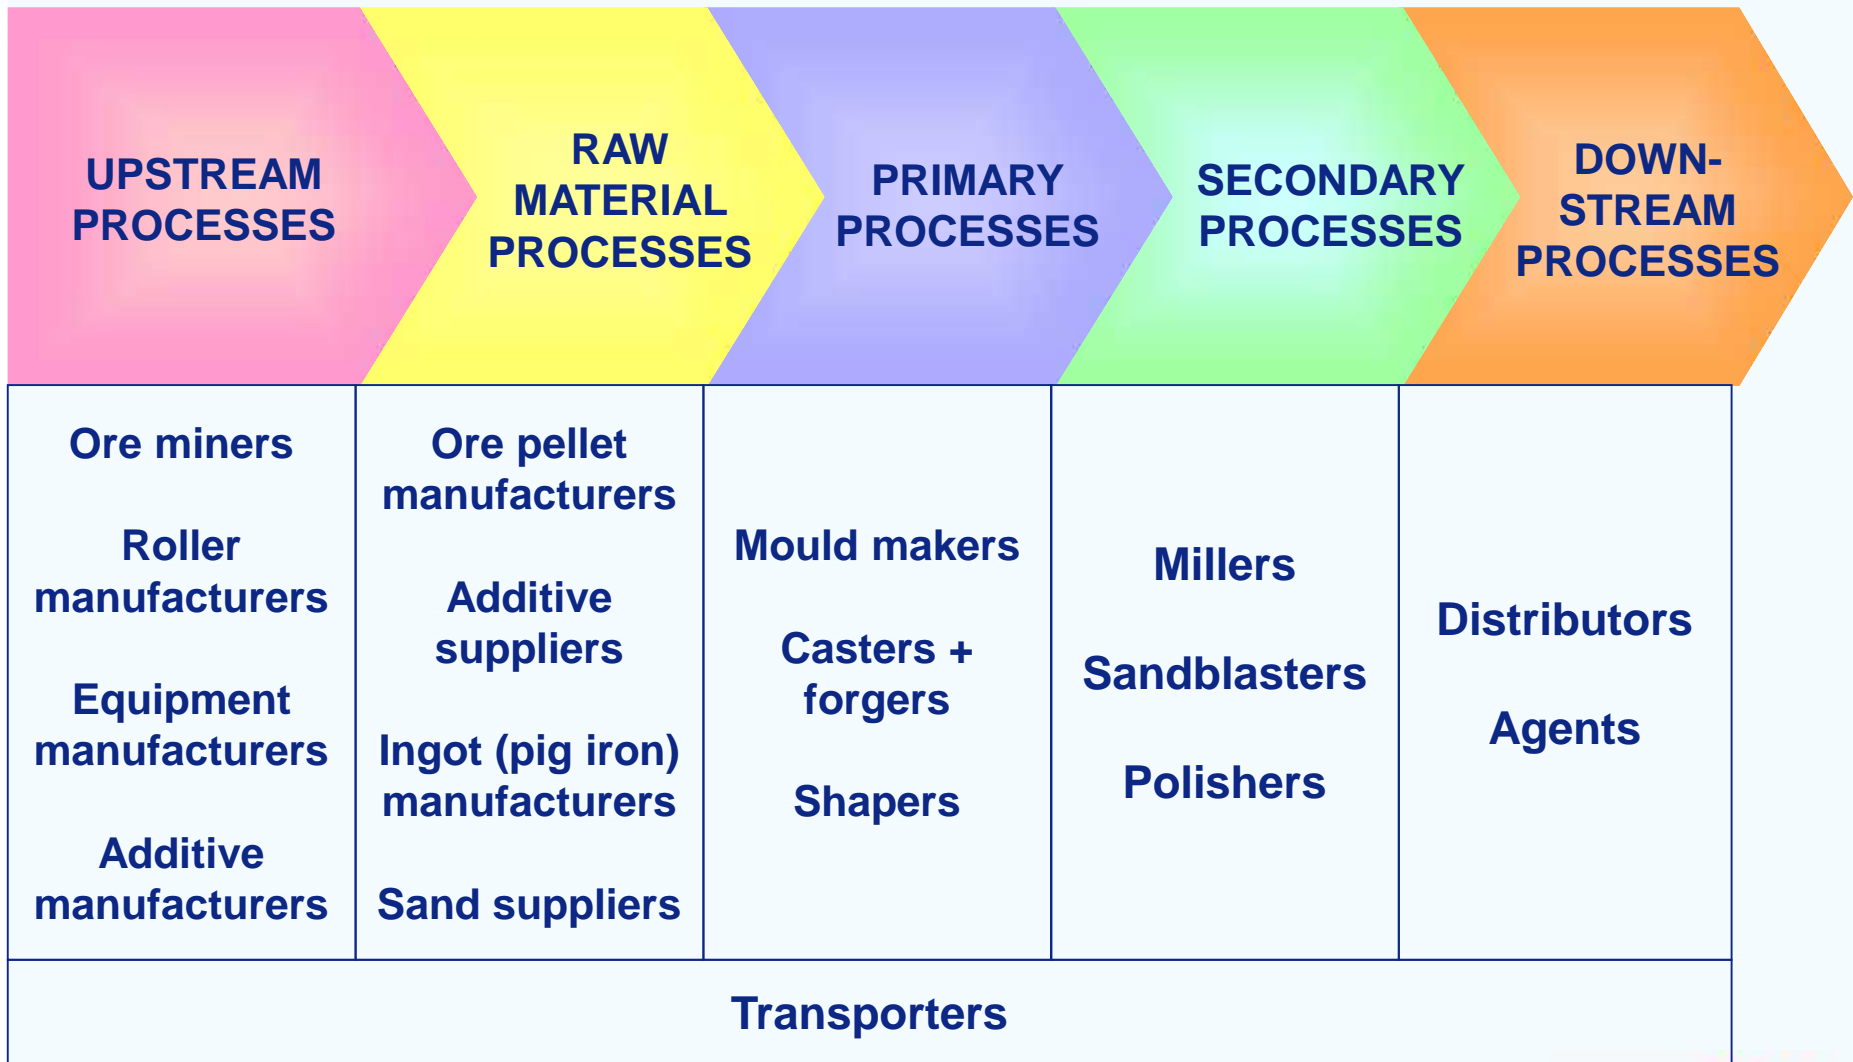 UPSTREAM
PROCESSES
RAW
MATERIAL
PROCESSES
PRIMARY
PROCESSES
SECONDARY
PROCESSES
DOWN-
STREAM
PROCESSES
Ore miners
Roller
manufacturers
Equipment
manufacturers
Additive
manufacturers
Ore pellet
manufacturers
Additive
suppliers
Ingot (pig iron)
manufacturers
Sand suppliers
Mould makers
Casters +
forgers
Shapers
Millers
Sandblasters
Polishers
Distributors
Agents
Transporters